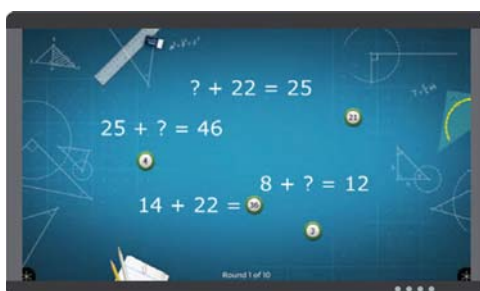 ? + 22 = 25
21
25 + ? = 46
4
8 + ? = 12
14 + 22 = 36
3
Round 1 of 10